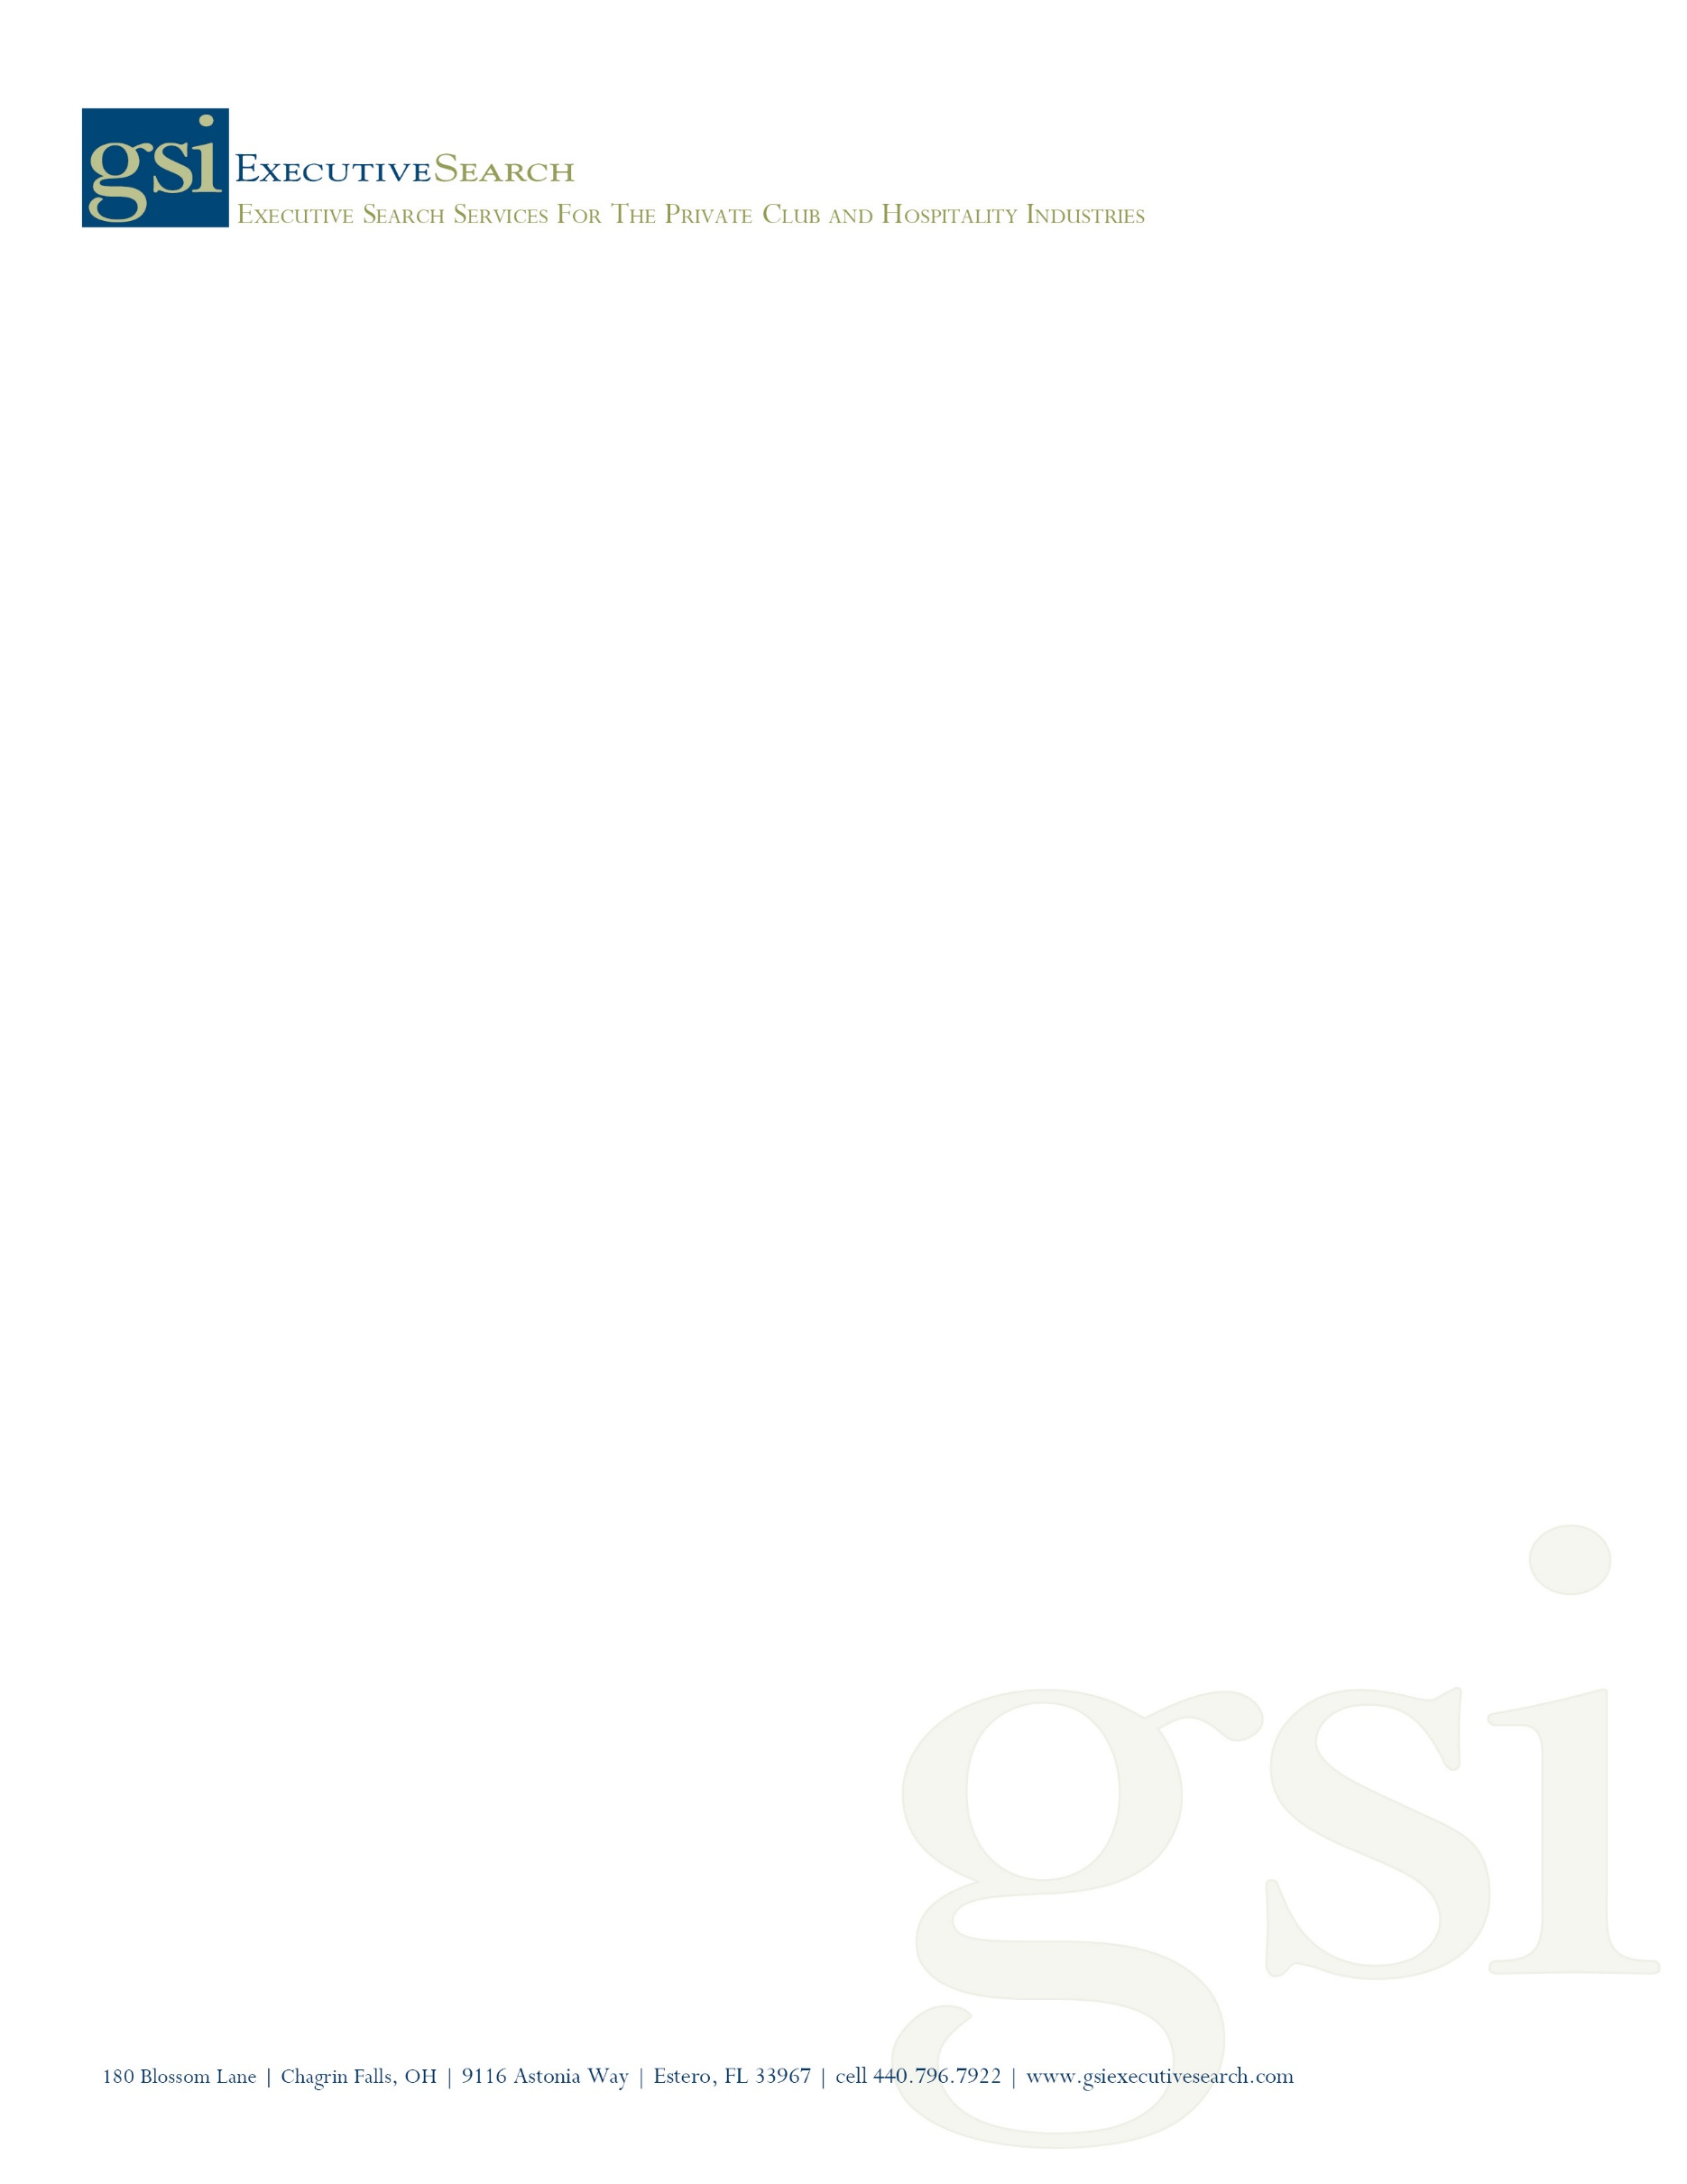 gsi ExecutiveSearch
Executive Search Services For The Private Club and Hospitality Industries
gsi
180 Blossom Lane | Chagrin Falls, OH | 9116 Astonia Way | Estero, FL 33967 | cell 440.796.7922 | www.gsiexecutivesearch.com